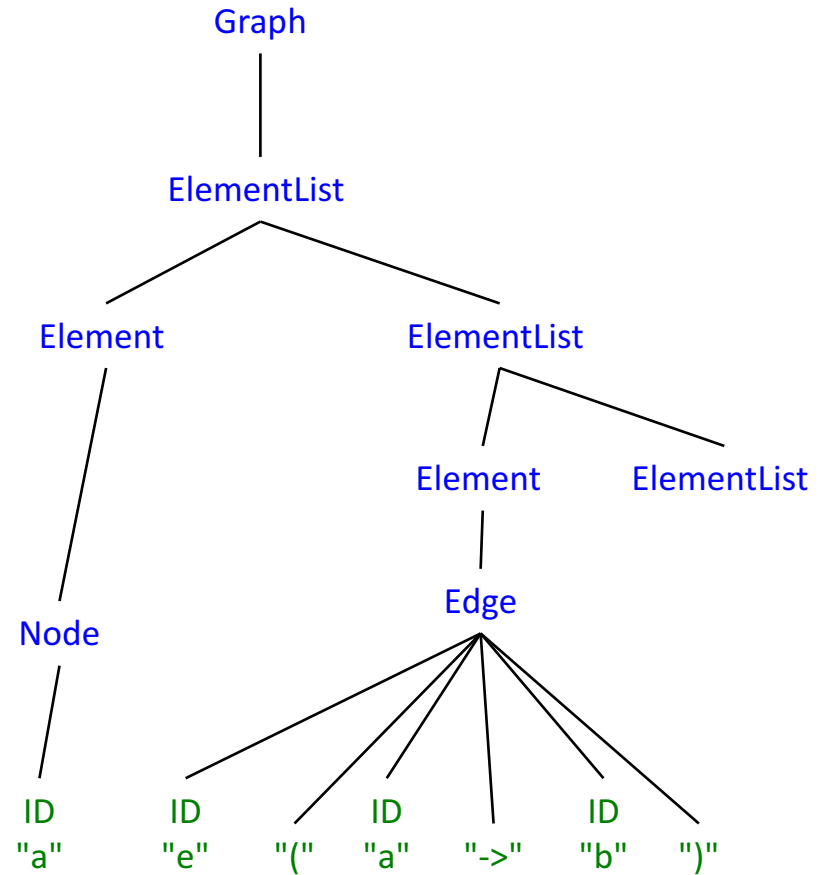 Graph
ElementList
Element ElementList
Element ElementList
Edge
Node
ID ID ID ID
"a" "e" "(" "a" "->" "b" ")"